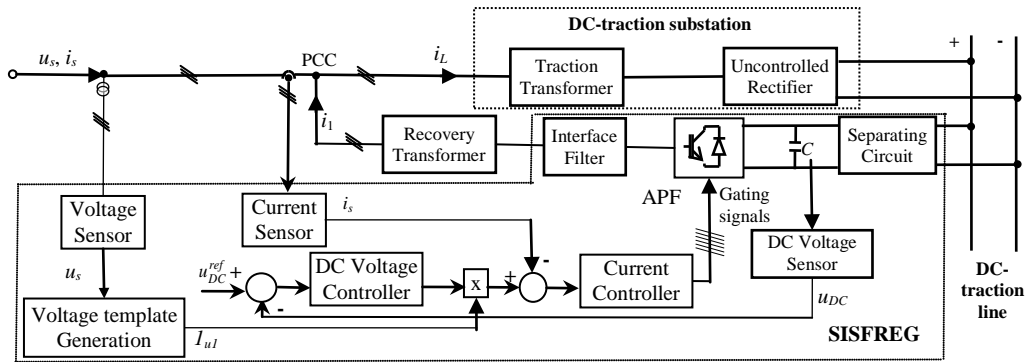 DC-traction substation
u_s, i_s
PCC
i_L
Traction
Transformer
Uncontrolled
Rectifier
+
-
i_1
Recovery
Transformer
Interface
Filter
C
Separating
Circuit
APF
Gating
signals
Voltage
Sensor
Current
Sensor
i_s
DC Voltage
Sensor
DC-
traction
line
u_s
u_DC^ref
+
-
DC Voltage
Controller
x
+
-
Current
Controller
u_DC
Voltage template
Generation
1_u1
SISFREG